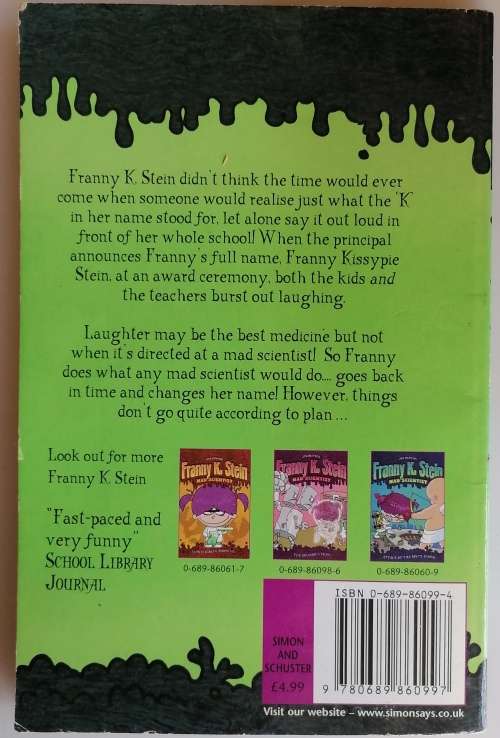 Franny K. Stein didn't think the time would ever
come when someone would realise just what the 'K'
in her name stood for, let alone say it out loud in
front of her whole school! When the principal
announces Franny's full name, Franny Kissypie
Stein, at an award ceremony, both the kids and
the teachers burst out laughing.
Laughter may be the best medicine but not
when it's directed at a mad scientist! So Franny
does what any mad scientist would do.... goes back
in time and changes her name! However, things
don't go quite according to plan ...
Look out for more
Franny K. Stein
"Fast-paced and
very funny"
SCHOOL LIBRARY
JOURNAL
Franny K. Stein
MAD SCIENTIST
0-689-86061-7
Franny K. Stein
MAD SCIENTIST
0-689-86098-6
Franny K. Stein
MAD SCIENTIST
0-689-86060-9
SIMON
AND
SCHUSTER
£4.99
ISBN 0-689-86099-4
9 780689 860997
Visit our website – www.simonsays.co.uk